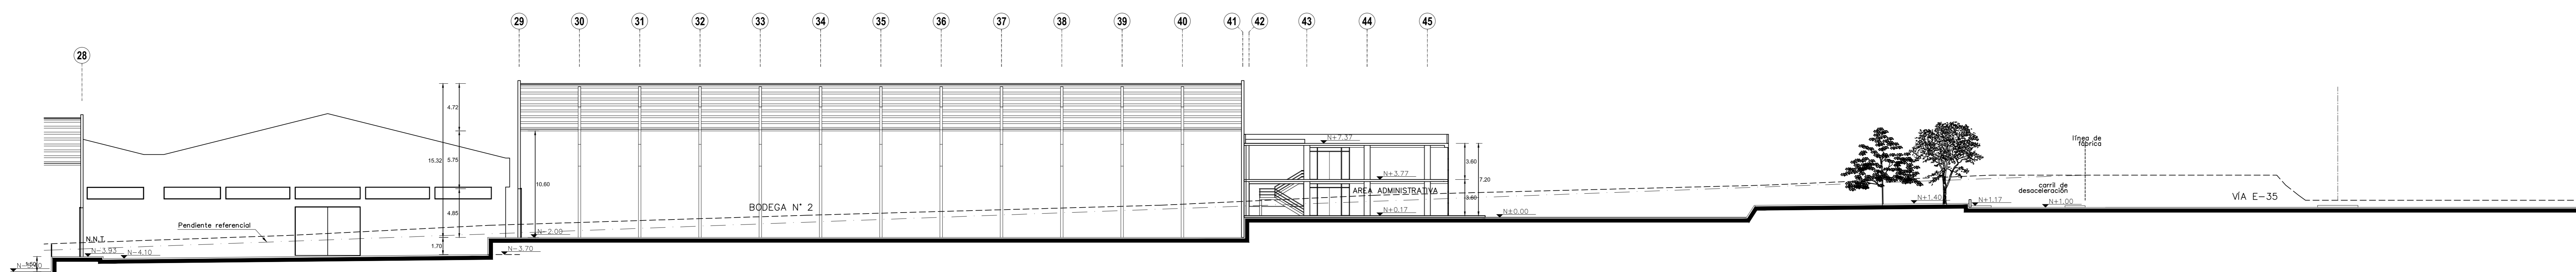 29 30 31 32 33 34 35 36 37 38 39 40 41 42 43 44 45
28
4.72
15.32
5.75
4.85
1.70
10.60
N+7.37
3.60
7.20
N+3.77
AREA ADMINISTRATIVA
3.60
N+0.17
N±0.00
BODEGA N° 2
Pendiente referencial
N.N.T.
N-3.93
N-4.10
N-3.70
N-2.00
línea de
fábrica
carril de
desaceleración
N+1.40
N+1.17
N+1.00
VÍA E-35